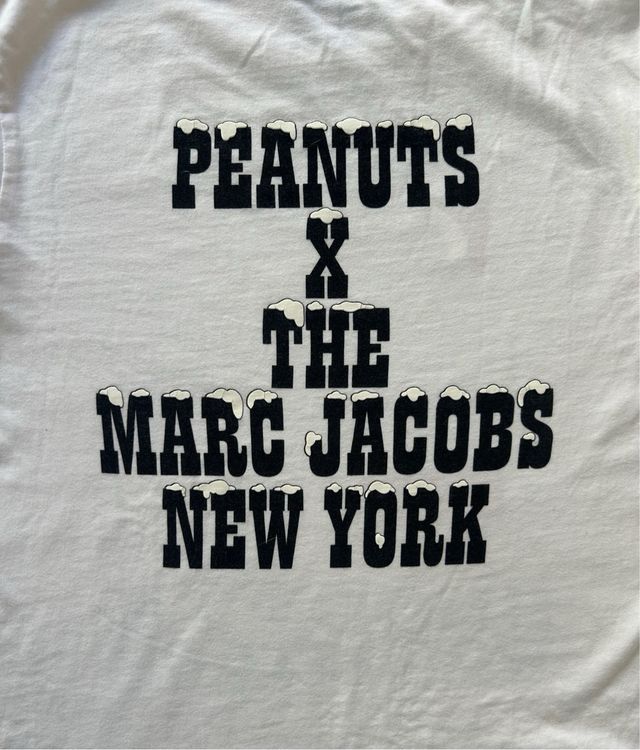 PEANUTS
X
THE
MARC JACOBS
NEW YORK